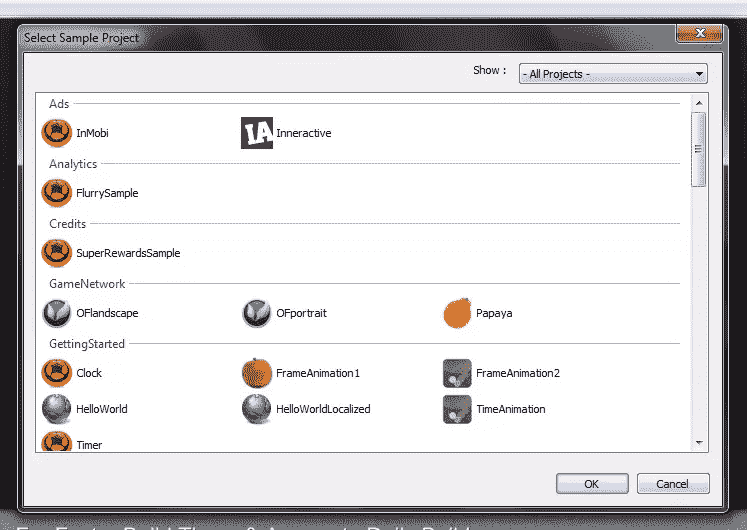 Select Sample Project
Show :
- All Projects -
Ads
InMobi
IA
Inneractive
Analytics
FlurrySample
Credits
SuperRewardsSample
GameNetwork
OFlandscape
OFportrait
Papaya
GettingStarted
Clock
FrameAnimation1
FrameAnimation2
HelloWorld
HelloWorldLocalized
TimeAnimation
Timer
OK
Cancel